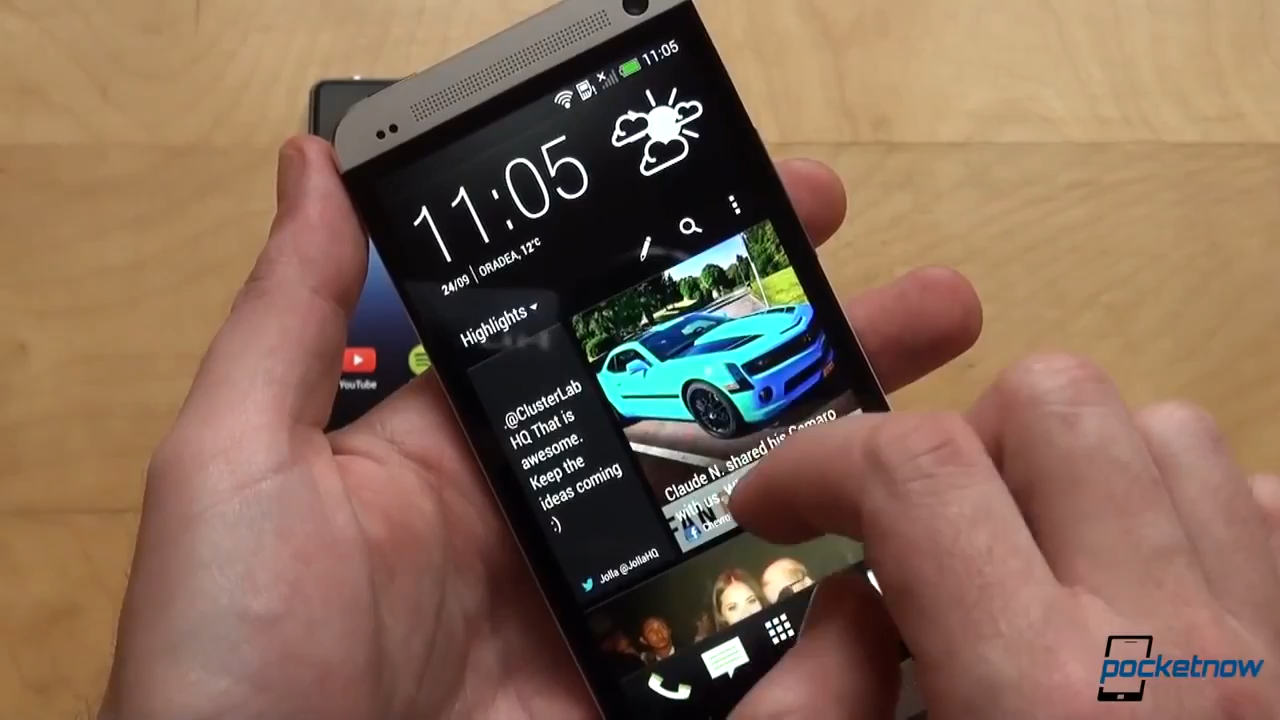 11:05
11:05
24/09 | ORADEA, 12°C
Highlights
.@ClusterLab
HQ That is
awesome.
Keep the
ideas coming
:)
Jolla @JollaHQ
Claude N. shared his Camaro
with us
YouTube
pocketnow